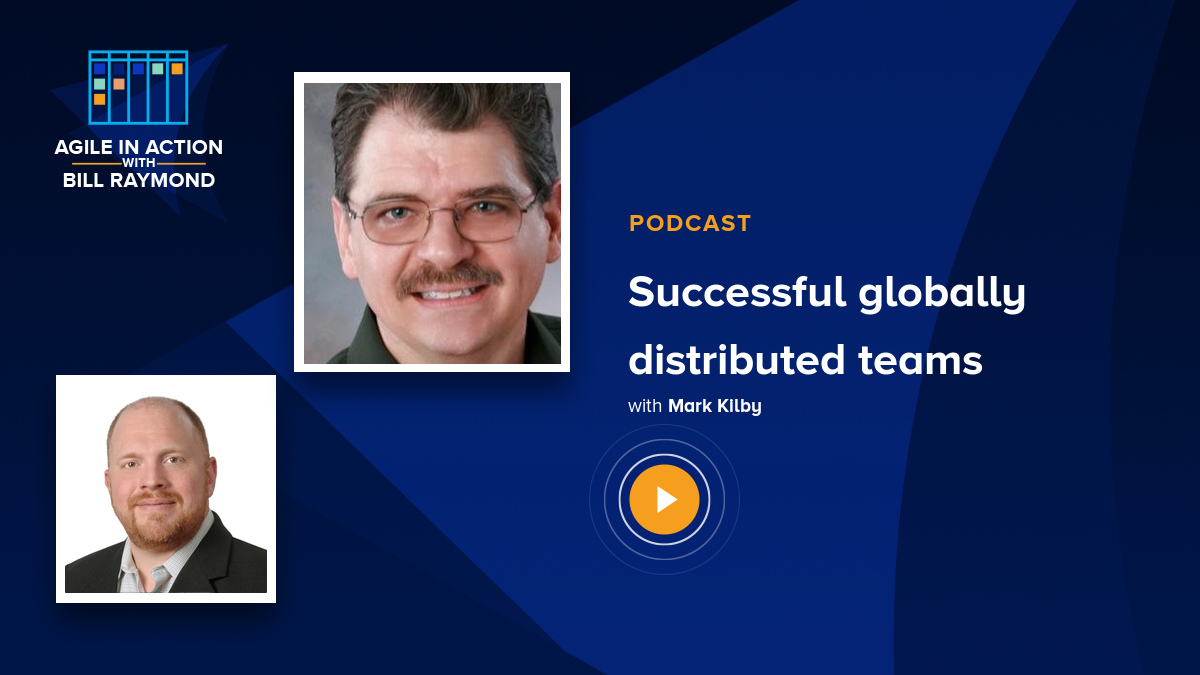 AGILE IN ACTION
WITH
BILL RAYMOND
PODCAST
Successful globally
distributed teams
with Mark Kilby